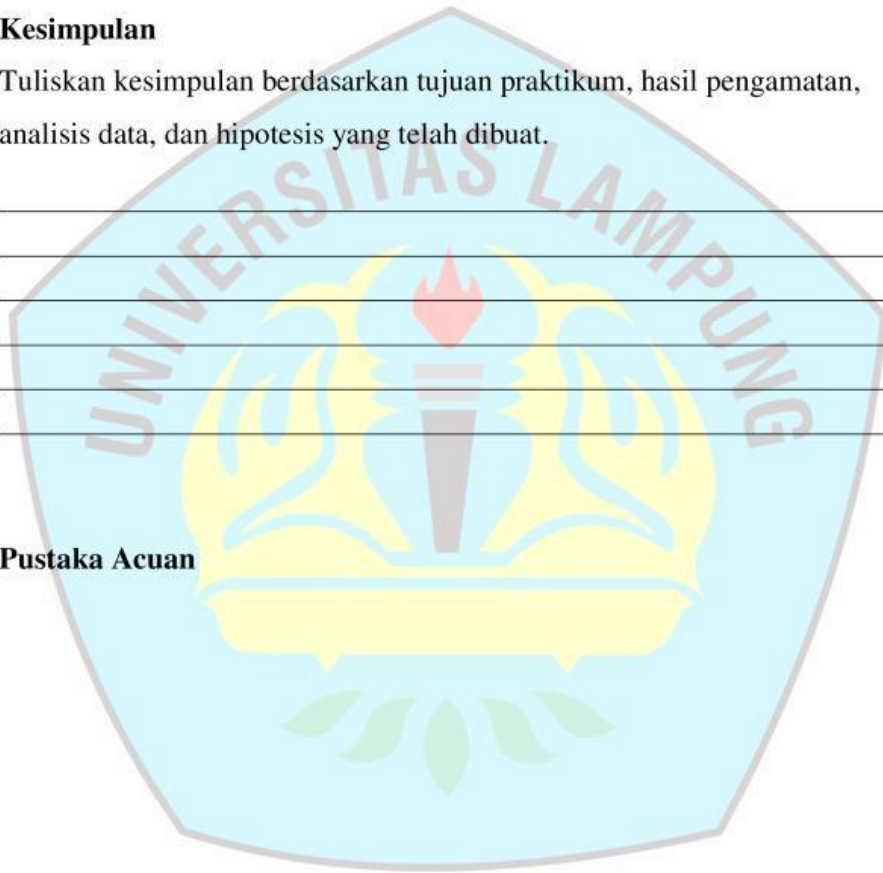 Kesimpulan
Tuliskan kesimpulan berdasarkan tujuan praktikum, hasil pengamatan,
analisis data, dan hipotesis yang telah dibuat.
UNIVERSITAS LAMPUNG
Pustaka Acuan